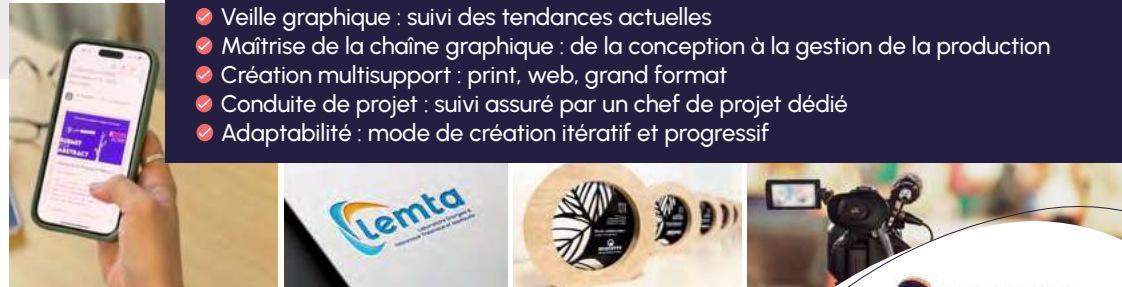 Veille graphique : suivi des tendances actuelles
Maîtrise de la chaîne graphique : de la conception à la gestion de la production
Création multisupport : print, web, grand format
Conduite de projet : suivi assuré par un chef de projet dédié
Adaptabilité : mode de création itératif et progressif
ABSTRACT
Lemta